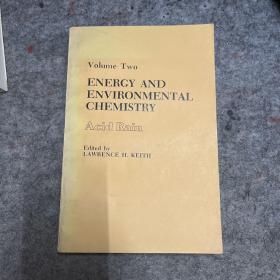 Volume Two
ENERGY AND
ENVIRONMENTAL
CHEMISTRY
Acid Rain
Edited by
LAWRENCE H. KEITH